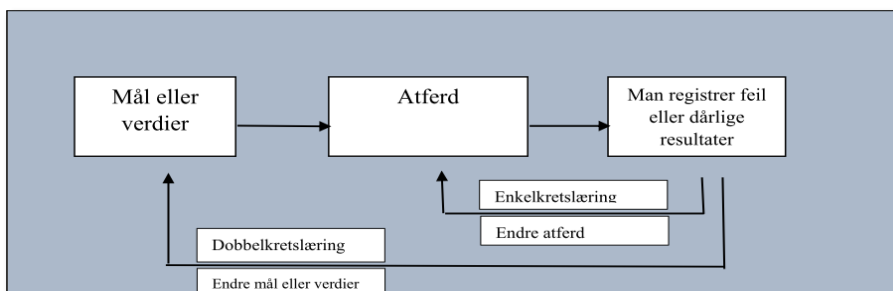 Mål eller
verdier
Atferd
Man registrer feil
eller dårlige
resultater
Enkelkretslæring
Endre atferd
Dobbelkretslæring
Endre mål eller verdier